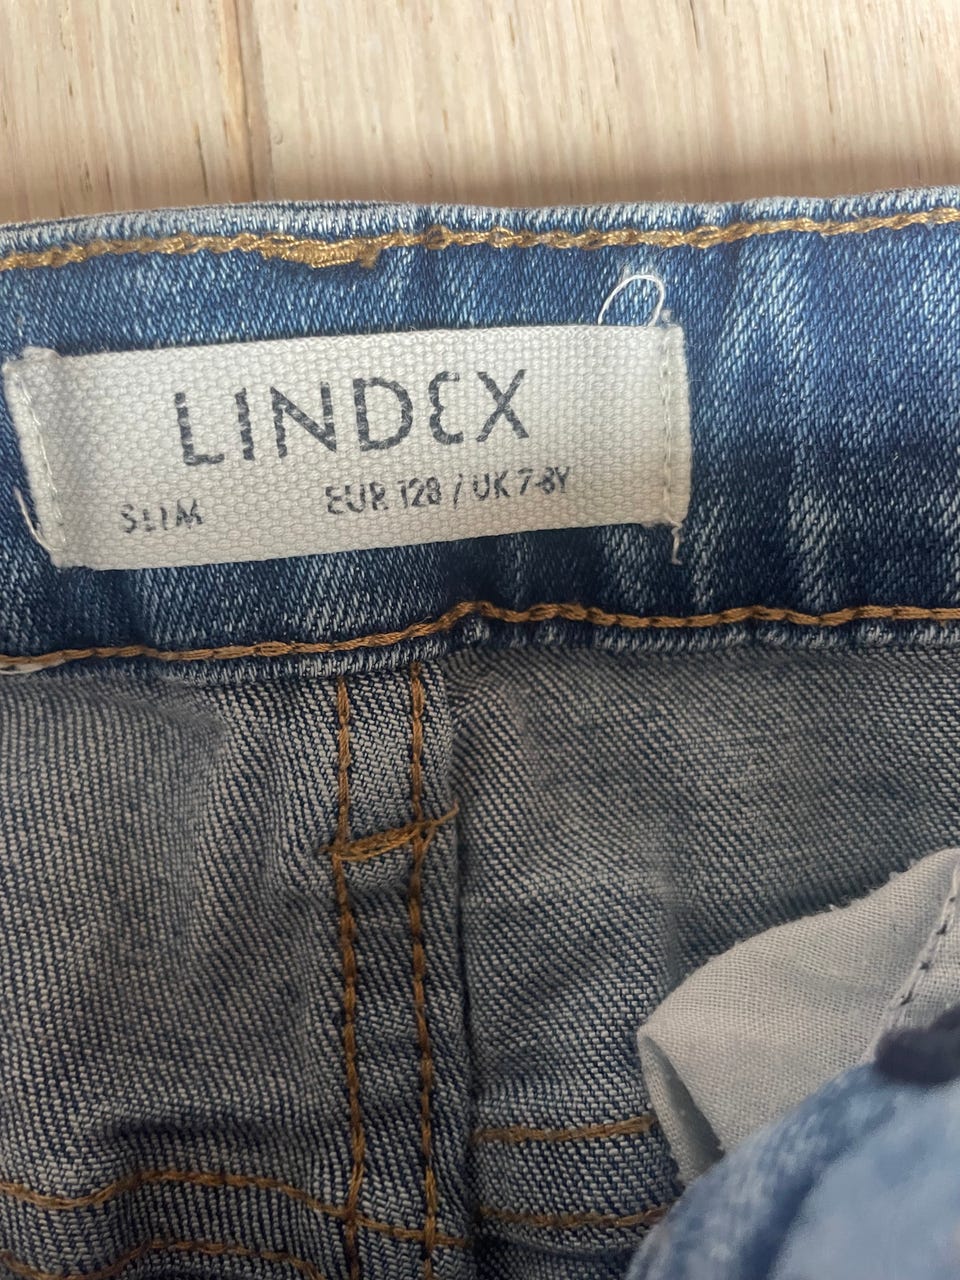 LINDEX
SLIM EUR 128 / UK 7-8Y